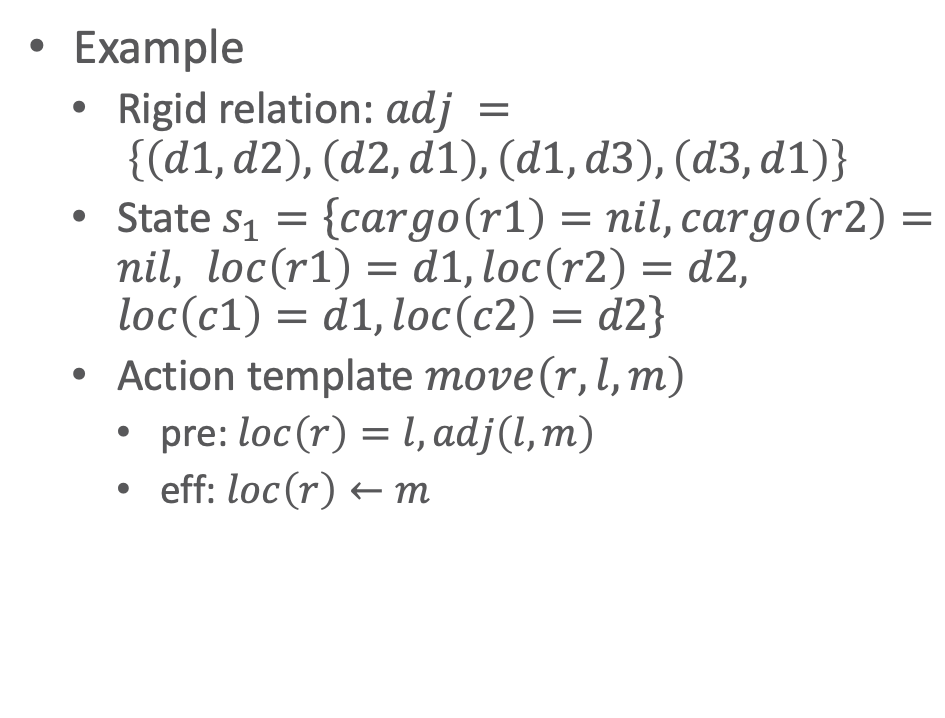 • Example
• Rigid relation: adj =
{(d1, d2), (d2, d1), (d1, d3), (d3, d1)}
• State s₁ = {cargo(r1) = nil, cargo(r2) =
nil, loc(r1) = d1, loc(r2) = d2,
loc(c1) = d1, loc(c2) = d2}
• Action template move(r, l, m)
• pre: loc(r) = l, adj(l, m)
• eff: loc(r) ← m